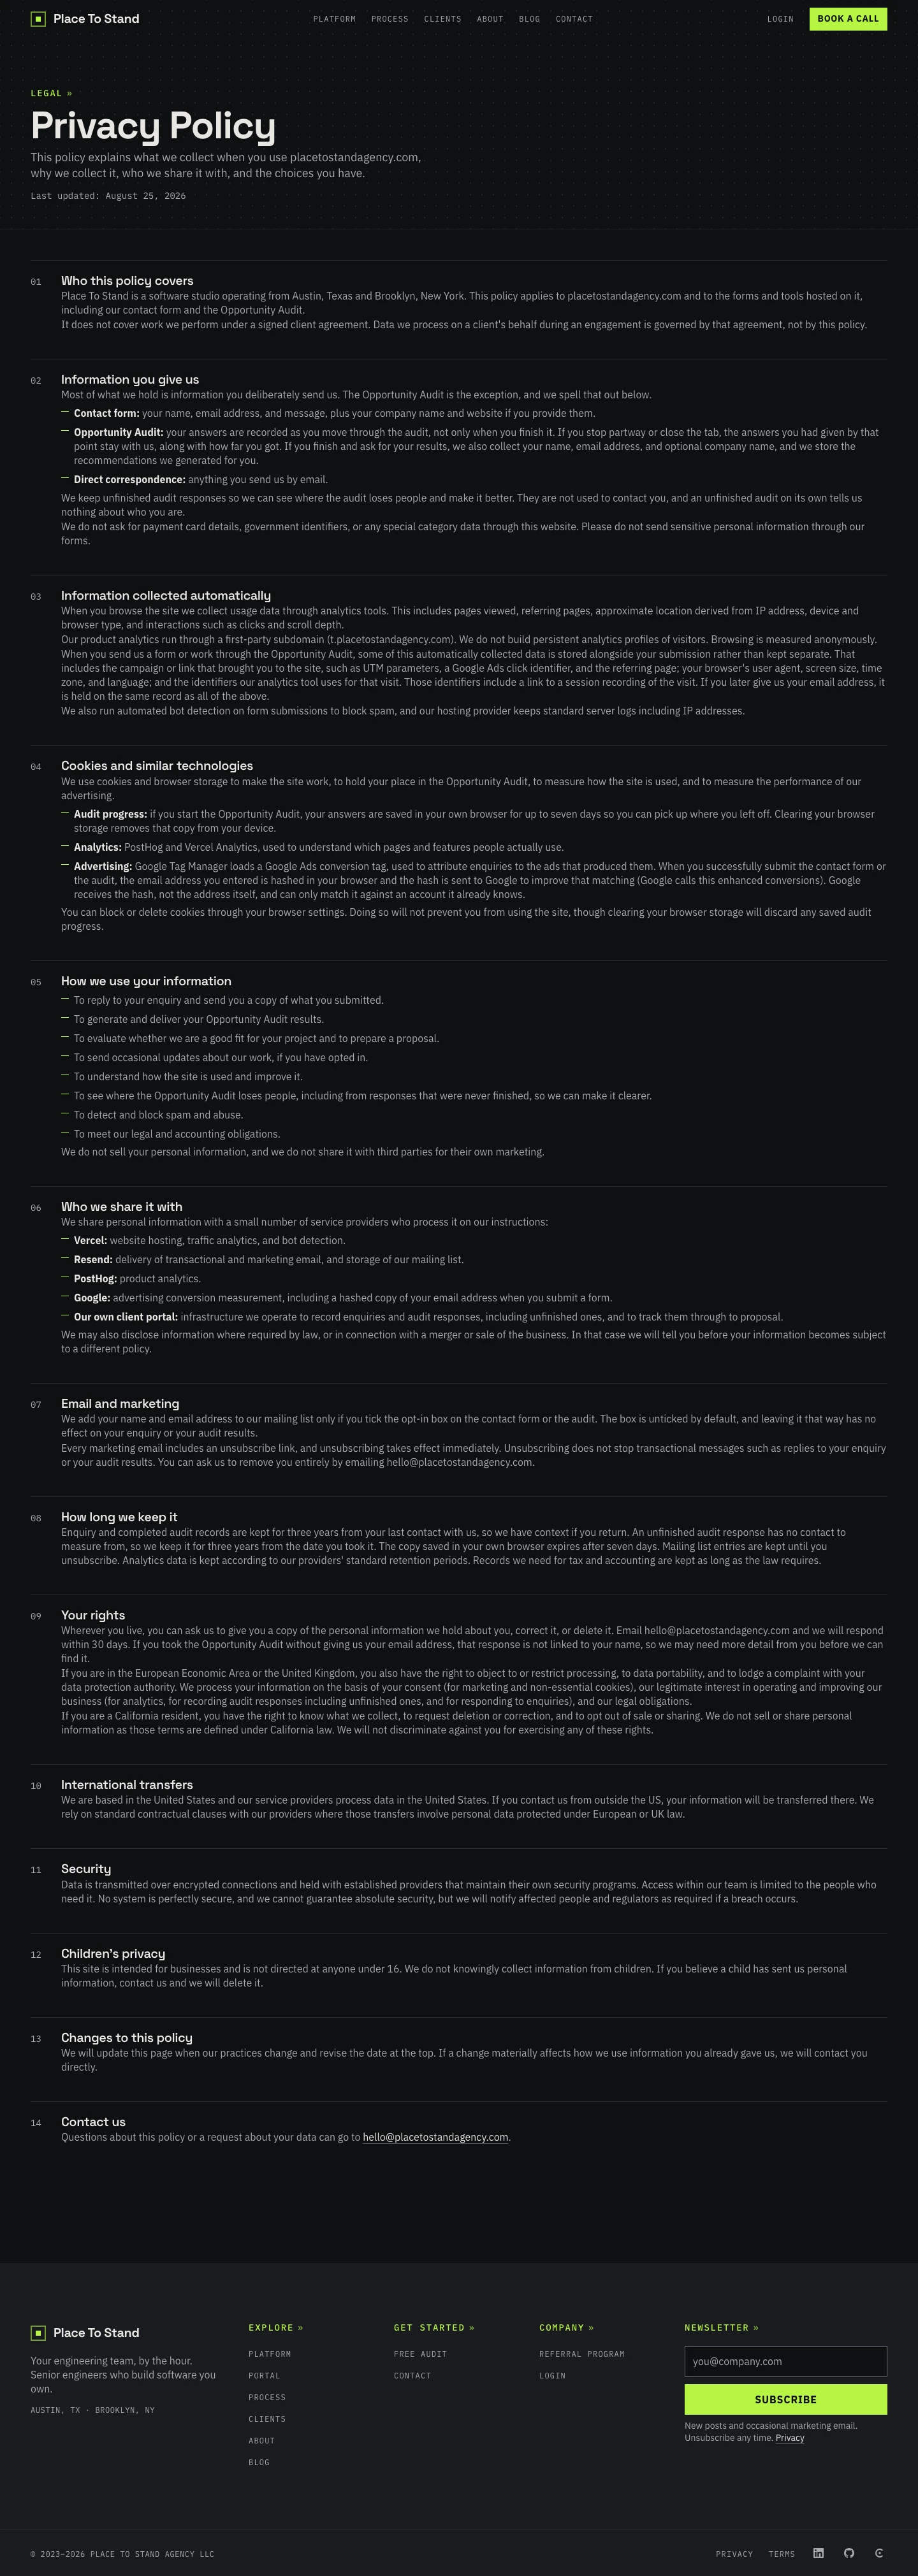 Place To Stand
PLATFORM PROCESS CLIENTS ABOUT BLOG CONTACT
LOGIN BOOK A CALL
LEGAL »
Privacy Policy
This policy explains what we collect when you use placetostandagency.com,
why we collect it, who we share it with, and the choices you have.
Last updated: August 25, 2026
01 Who this policy covers
Place To Stand is a software studio operating from Austin, Texas and Brooklyn, New York. This policy applies to placetostandagency.com and to the forms and tools hosted on it,
including our contact form and the Opportunity Audit.
It does not cover work we perform under a signed client agreement. Data we process on a client's behalf during an engagement is governed by that agreement, not by this policy.
02 Information you give us
Most of what we hold is information you deliberately send us. The Opportunity Audit is the exception, and we spell that out below.
— Contact form: your name, email address, and message, plus your company name and website if you provide them.
— Opportunity Audit: your answers are recorded as you move through the audit, not only when you finish it. If you stop partway or close the tab, the answers you had given by that
point stay with us, along with how far you got. If you finish and ask for your results, we also collect your name, email address, and optional company name, and we store the
recommendations we generated for you.
— Direct correspondence: anything you send us by email.
We keep unfinished audit responses so we can see where the audit loses people and make it better. They are not used to contact you, and an unfinished audit on its own tells us
nothing about who you are.
We do not ask for payment card details, government identifiers, or any special category data through this website. Please do not send sensitive personal information through our
forms.
03 Information collected automatically
When you browse the site we collect usage data through analytics tools. This includes pages viewed, referring pages, approximate location derived from IP address, device and
browser type, and interactions such as clicks and scroll depth.
Our product analytics run through a first-party subdomain (t.placetostandagency.com). We do not build persistent analytics profiles of visitors. Browsing is measured anonymously.
When you send us a form or work through the Opportunity Audit, some of this automatically collected data is stored alongside your submission rather than kept separate. That
includes the campaign or link that brought you to the site, such as UTM parameters, a Google Ads click identifier, and the referring page; your browser's user agent, screen size, time
zone, and language; and the identifiers our analytics tool uses for that visit. Those identifiers include a link to a session recording of the visit. If you later give us your email address, it
is held on the same record as all of the above.
We also run automated bot detection on form submissions to block spam, and our hosting provider keeps standard server logs including IP addresses.
04 Cookies and similar technologies
We use cookies and browser storage to make the site work, to hold your place in the Opportunity Audit, to measure how the site is used, and to measure the performance of our
advertising.
— Audit progress: if you start the Opportunity Audit, your answers are saved in your own browser for up to seven days so you can pick up where you left off. Clearing your browser
storage removes that copy from your device.
— Analytics: PostHog and Vercel Analytics, used to understand which pages and features people actually use.
— Advertising: Google Tag Manager loads a Google Ads conversion tag, used to attribute enquiries to the ads that produced them. When you successfully submit the contact form or
the audit, the email address you entered is hashed in your browser and the hash is sent to Google to improve that matching (Google calls this enhanced conversions). Google
receives the hash, not the address itself, and can only match it against an account it already knows.
You can block or delete cookies through your browser settings. Doing so will not prevent you from using the site, though clearing your browser storage will discard any saved audit
progress.
05 How we use your information
— To reply to your enquiry and send you a copy of what you submitted.
— To generate and deliver your Opportunity Audit results.
— To evaluate whether we are a good fit for your project and to prepare a proposal.
— To send occasional updates about our work, if you have opted in.
— To understand how the site is used and improve it.
— To see where the Opportunity Audit loses people, including from responses that were never finished, so we can make it clearer.
— To detect and block spam and abuse.
— To meet our legal and accounting obligations.
We do not sell your personal information, and we do not share it with third parties for their own marketing.
06 Who we share it with
We share personal information with a small number of service providers who process it on our instructions:
— Vercel: website hosting, traffic analytics, and bot detection.
— Resend: delivery of transactional and marketing email, and storage of our mailing list.
— PostHog: product analytics.
— Google: advertising conversion measurement, including a hashed copy of your email address when you submit a form.
— Our own client portal: infrastructure we operate to record enquiries and audit responses, including unfinished ones, and to track them through to proposal.
We may also disclose information where required by law, or in connection with a merger or sale of the business. In that case we will tell you before your information becomes subject
to a different policy.
07 Email and marketing
We add your name and email address to our mailing list only if you tick the opt-in box on the contact form or the audit. The box is unticked by default, and leaving it that way has no
effect on your enquiry or your audit results.
Every marketing email includes an unsubscribe link, and unsubscribing takes effect immediately. Unsubscribing does not stop transactional messages such as replies to your enquiry
or your audit results. You can ask us to remove you entirely by emailing hello@placetostandagency.com.
08 How long we keep it
Enquiry and completed audit records are kept for three years from your last contact with us, so we have context if you return. An unfinished audit response has no contact to
measure from, so we keep it for three years from the date you took it. The copy saved in your own browser expires after seven days. Mailing list entries are kept until you
unsubscribe. Analytics data is kept according to our providers' standard retention periods. Records we need for tax and accounting are kept as long as the law requires.
09 Your rights
Wherever you live, you can ask us to give you a copy of the personal information we hold about you, correct it, or delete it. Email hello@placetostandagency.com and we will respond
within 30 days. If you took the Opportunity Audit without giving us your email address, that response is not linked to your name, so we may need more detail from you before we can
find it.
If you are in the European Economic Area or the United Kingdom, you also have the right to object to or restrict processing, to data portability, and to lodge a complaint with your
data protection authority. We process your information on the basis of your consent (for marketing and non-essential cookies), our legitimate interest in operating and improving our
business (for analytics, for recording audit responses including unfinished ones, and for responding to enquiries), and our legal obligations.
If you are a California resident, you have the right to know what we collect, to request deletion or correction, and to opt out of sale or sharing. We do not sell or share personal
information as those terms are defined under California law. We will not discriminate against you for exercising any of these rights.
10 International transfers
We are based in the United States and our service providers process data in the United States. If you contact us from outside the US, your information will be transferred there. We
rely on standard contractual clauses with our providers where those transfers involve personal data protected under European or UK law.
11 Security
Data is transmitted over encrypted connections and held with established providers that maintain their own security programs. Access within our team is limited to the people who
need it. No system is perfectly secure, and we cannot guarantee absolute security, but we will notify affected people and regulators as required if a breach occurs.
12 Children's privacy
This site is intended for businesses and is not directed at anyone under 16. We do not knowingly collect information from children. If you believe a child has sent us personal
information, contact us and we will delete it.
13 Changes to this policy
We will update this page when our practices change and revise the date at the top. If a change materially affects how we use information you already gave us, we will contact you
directly.
14 Contact us
Questions about this policy or a request about your data can go to hello@placetostandagency.com.
Place To Stand
Your engineering team, by the hour.
Senior engineers who build software you
own.
AUSTIN, TX · BROOKLYN, NY
EXPLORE »
PLATFORM
PORTAL
PROCESS
CLIENTS
ABOUT
BLOG
GET STARTED »
FREE AUDIT
CONTACT
COMPANY »
REFERRAL PROGRAM
LOGIN
NEWSLETTER »
you@company.com
SUBSCRIBE
New posts and occasional marketing email.
Unsubscribe any time. Privacy
© 2023–2026 PLACE TO STAND AGENCY LLC
PRIVACY TERMS